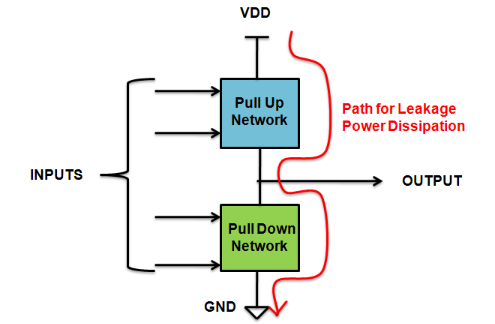 VDD
Pull Up
Network
Path for Leakage
Power Dissipation
INPUTS
OUTPUT
Pull Down
Network
GND